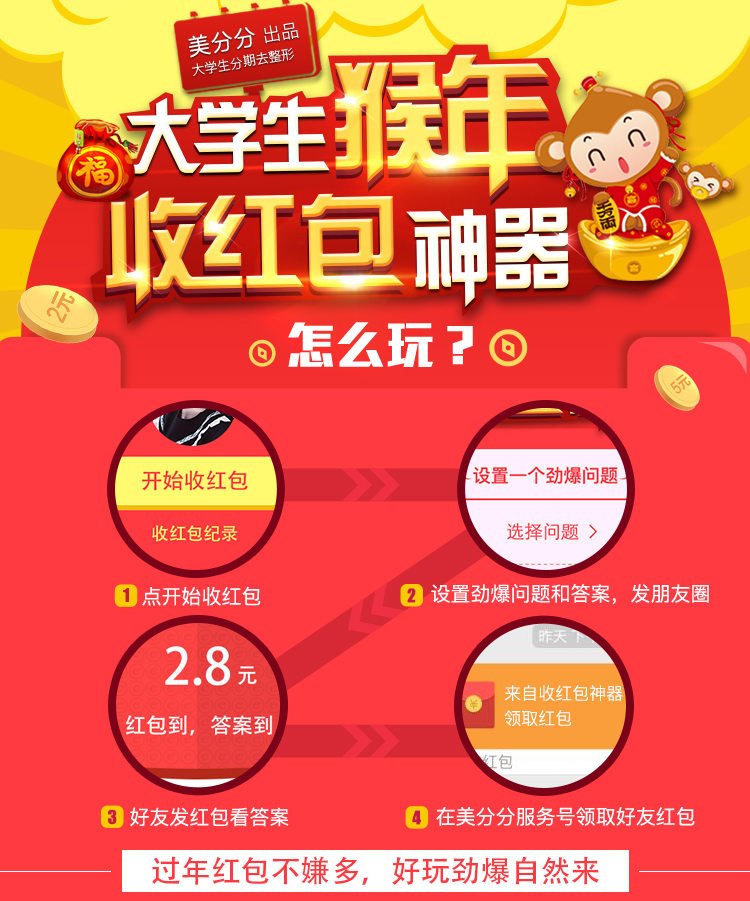 美分分 出品
大学生分期去整形
大学生猴年
福
收红包神器
2元
怎么玩？
5元
开始收红包
收红包纪录
设置一个劲爆问题
选择问题
1 点开始收红包
2 设置劲爆问题和答案，发朋友圈
2.8元
红包到，答案到
昨天 下
来自收红包神器
领取红包
红包
3 好友发红包看答案
4 在美分分服务号领取好友红包
过年红包不嫌多，好玩劲爆自然来